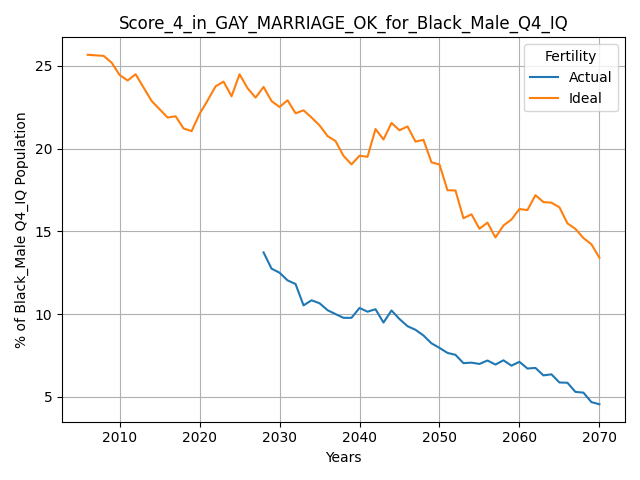 Score_4_in_GAY_MARRIAGE_OK_for_Black_Male_Q4_IQ
Fertility
Actual
Ideal
% of Black_Male Q4_IQ Population
25
20
15
10
5
2010 2020 2030 2040 2050 2060 2070
Years